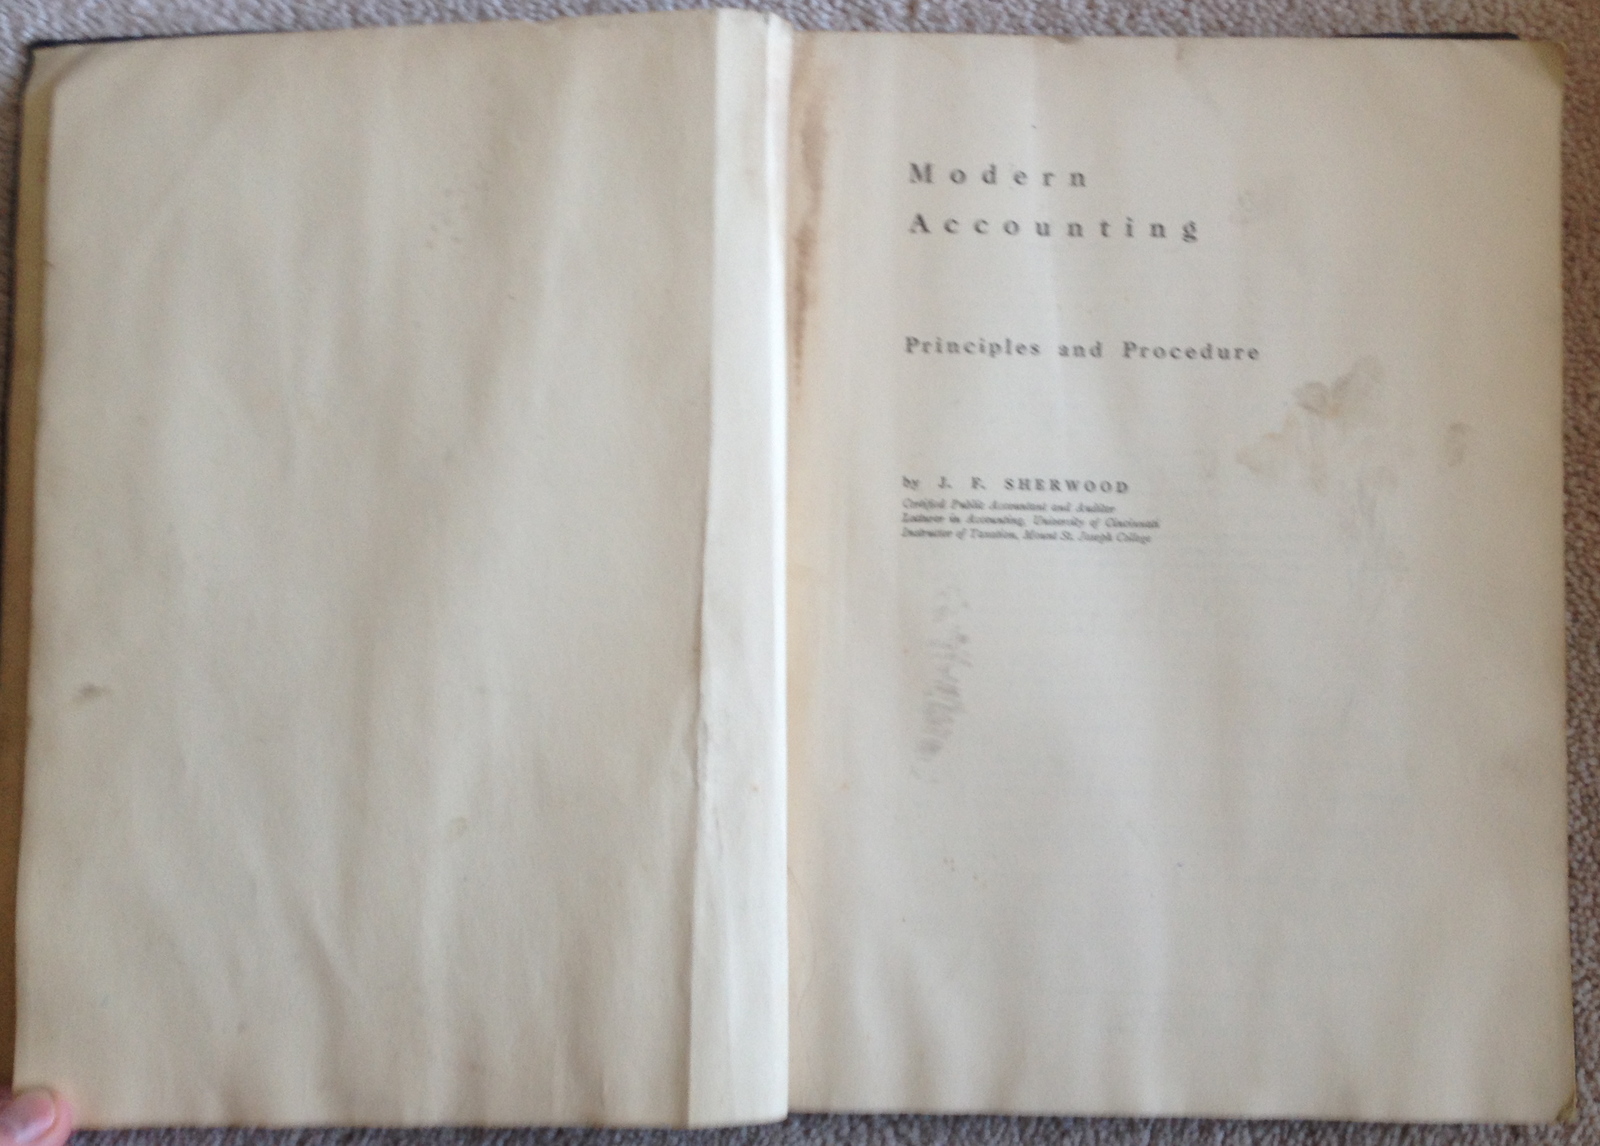 Modern
Accounting
Principles and Procedure
by J. F. SHERWOOD
Certified Public Accountant and Auditor
Lecturer in Accounting, University of Cincinnati
Instructor of Taxation, Mount St. Joseph College